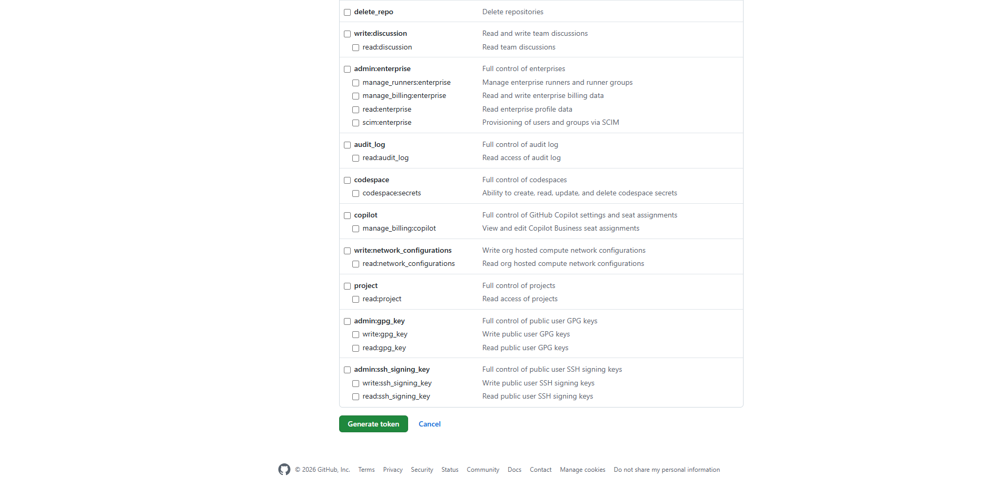 delete_repo Delete repositories
write:discussion Read and write team discussions
read:discussion Read team discussions
admin:enterprise Full control of enterprises
manage_runners:enterprise Manage enterprise runners and runner groups
manage_billing:enterprise Read and write enterprise billing data
read:enterprise Read enterprise profile data
scim:enterprise Provisioning of users and groups via SCIM
audit_log Full control of audit log
read:audit_log Read access of audit log
codespace Full control of codespaces
codespace:secrets Ability to create, read, update, and delete codespace secrets
copilot Full control of GitHub Copilot settings and seat assignments
manage_billing:copilot View and edit Copilot Business seat assignments
write:network_configurations Write org hosted compute network configurations
read:network_configurations Read org hosted compute network configurations
project Full control of projects
read:project Read access of projects
admin:gpg_key Full control of public user GPG keys
write:gpg_key Write public user GPG keys
read:gpg_key Read public user GPG keys
admin:ssh_signing_key Full control of public user SSH signing keys
write:ssh_signing_key Write public user SSH signing keys
read:ssh_signing_key Read public user SSH signing keys
Generate token Cancel
© 2026 GitHub, Inc. Terms Privacy Security Status Community Docs Contact Manage cookies Do not share my personal information